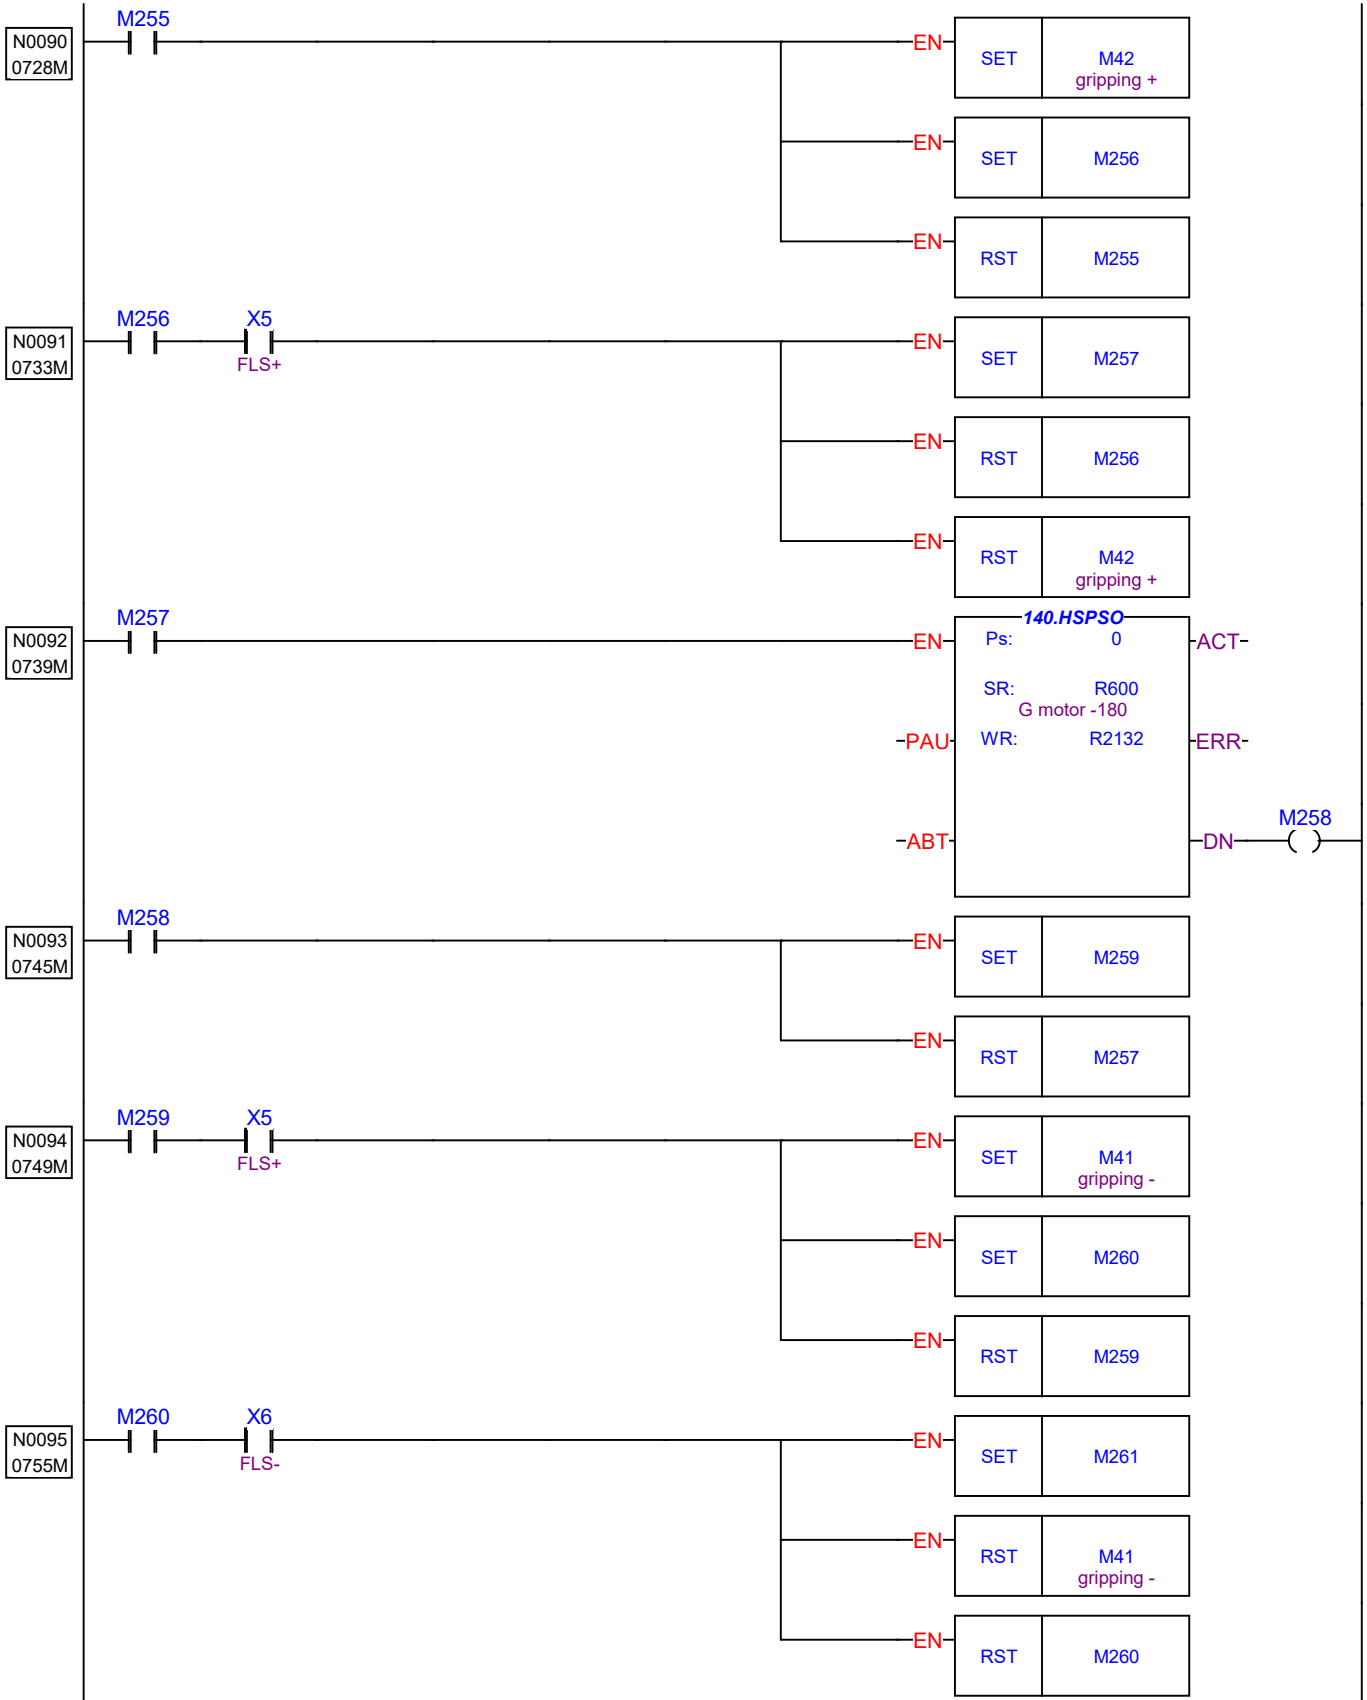 M255
N0090
0728M
EN
SET
M42
gripping +
EN
SET
M256
EN
RST
M255
M256
X5
N0091
0733M
FLS+
EN
SET
M257
EN
RST
M256
EN
RST
M42
gripping +
M257
N0092
0739M
140.HSPSO
EN
Ps: 0
ACT
SR: R600
G motor -180
PAU
WR: R2132
ERR
M258
ABT
DN
M258
N0093
0745M
EN
SET
M259
EN
RST
M257
M259
X5
N0094
0749M
FLS+
EN
SET
M41
gripping -
EN
SET
M260
EN
RST
M259
M260
X6
N0095
0755M
FLS-
EN
SET
M261
EN
RST
M41
gripping -
EN
RST
M260